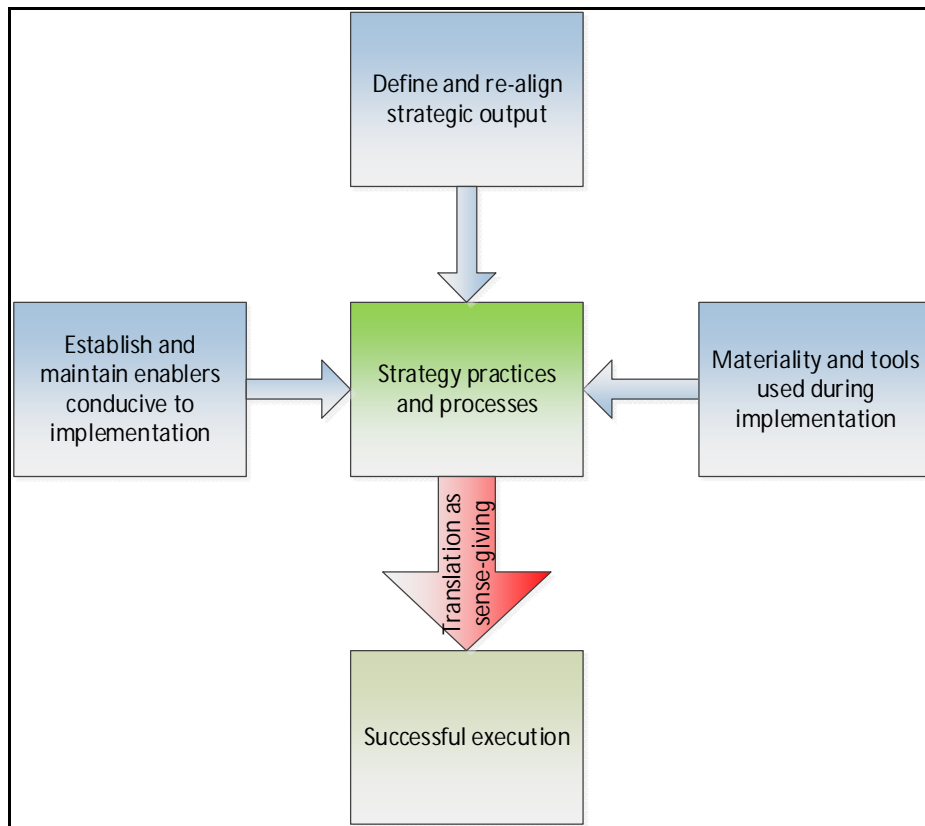 Define and re-align
strategic output
Establish and
maintain enablers
conducive to
implementation
Strategy practices
and processes
Materiality and tools
used during
implementation
Translation as
sense-giving
Successful execution